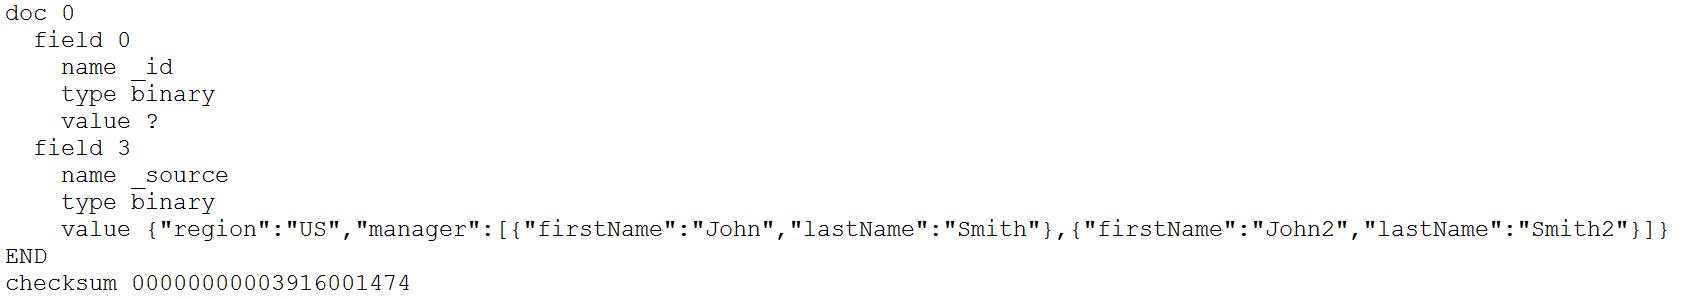 doc 0
  field 0
    name _id
    type binary
    value ?
  field 3
    name _source
    type binary
    value {"region":"US","manager":[{"firstName":"John","lastName":"Smith"},{"firstName":"John2","lastName":"Smith2"}]}
END
checksum 00000000003916001474